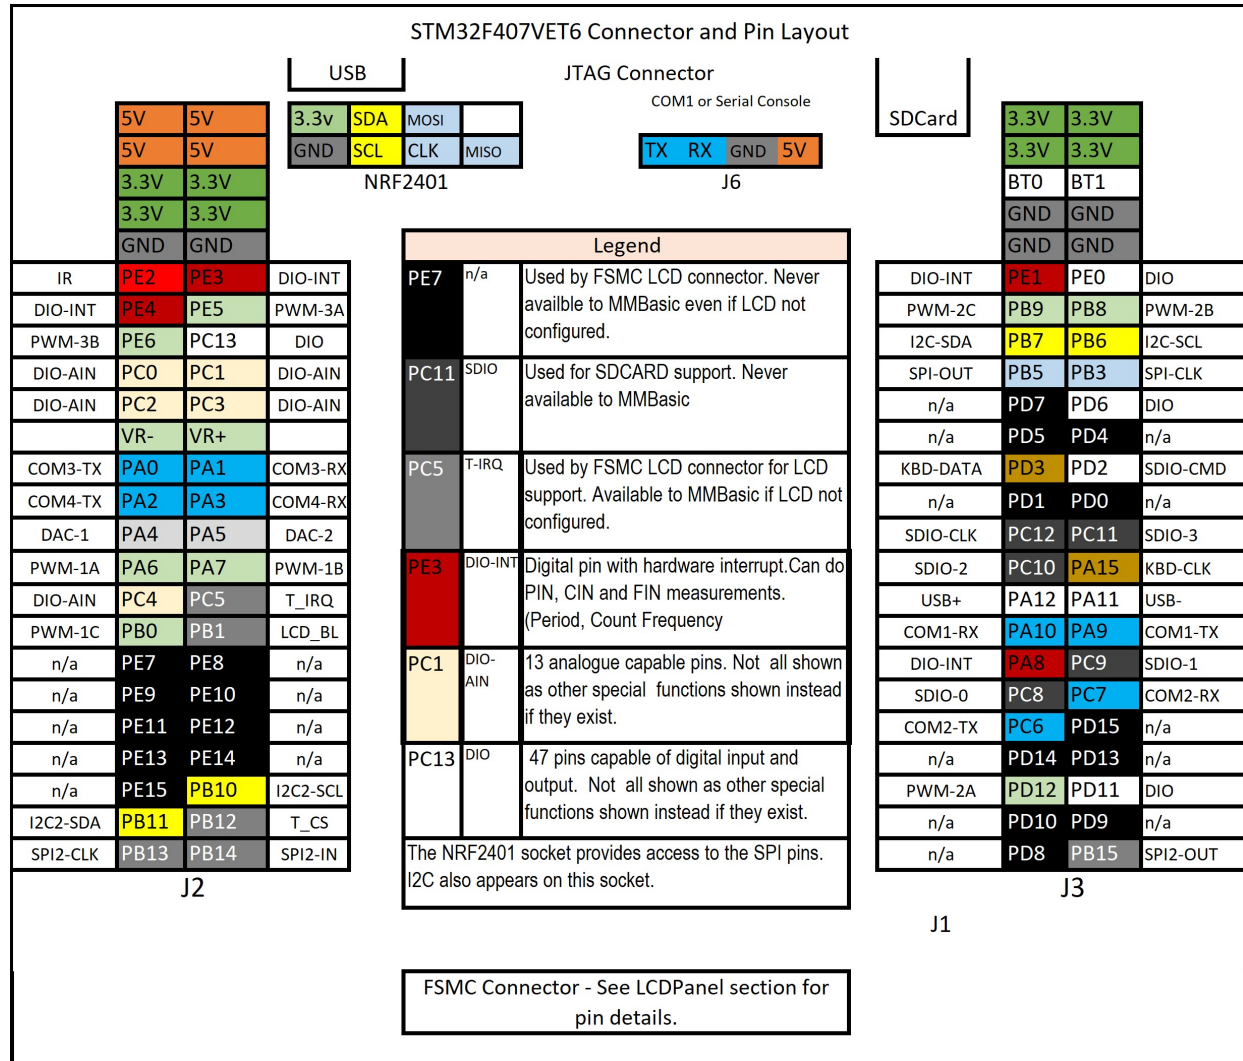 STM32F407VET6 Connector and Pin Layout
USB
JTAG Connector
COM1 or Serial Console
SDCard
5V 5V
5V 5V
3.3V 3.3V
3.3V 3.3V
GND GND
IR PE2 PE3 DIO-INT
DIO-INT PE4 PE5 PWM-3A
PWM-3B PE6 PC13 DIO
DIO-AIN PC0 PC1 DIO-AIN
DIO-AIN PC2 PC3 DIO-AIN
VR- VR+
COM3-TX PA0 PA1 COM3-RX
COM4-TX PA2 PA3 COM4-RX
DAC-1 PA4 PA5 DAC-2
PWM-1A PA6 PA7 PWM-1B
DIO-AIN PC4 PC5 T_IRQ
PWM-1C PB0 PB1 LCD_BL
n/a PE7 PE8 n/a
n/a PE9 PE10 n/a
n/a PE11 PE12 n/a
n/a PE13 PE14 n/a
n/a PE15 PB10 I2C2-SCL
I2C2-SDA PB11 PB12 T_CS
SPI2-CLK PB13 PB14 SPI2-IN
J2
3.3v SDA MOSI
GND SCL CLK MISO
NRF2401
TX RX GND 5V
J6
Legend
PE7 n/a Used by FSMC LCD connector. Never
availble to MMBasic even if LCD not
configured.
PC11 SDIO Used for SDCARD support. Never
available to MMBasic
PC5 T-IRQ Used by FSMC LCD connector for LCD
support. Available to MMBasic if LCD not
configured.
PE3 DIO-INT Digital pin with hardware interrupt.Can do
PIN, CIN and FIN measurements.
(Period, Count Frequency
PC1 DIO-
AIN
13 analogue capable pins. Not all shown
as other special functions shown instead
if they exist.
PC13 DIO 47 pins capable of digital input and
output. Not all shown as other special
functions shown instead if they exist.
The NRF2401 socket provides access to the SPI pins.
I2C also appears on this socket.
3.3V 3.3V
3.3V 3.3V
BT0 BT1
GND GND
GND GND
DIO-INT PE1 PE0 DIO
PWM-2C PB9 PB8 PWM-2B
I2C-SDA PB7 PB6 I2C-SCL
SPI-OUT PB5 PB3 SPI-CLK
n/a PD7 PD6 DIO
n/a PD5 PD4 n/a
KBD-DATA PD3 PD2 SDIO-CMD
n/a PD1 PD0 n/a
SDIO-CLK PC12 PC11 SDIO-3
SDIO-2 PC10 PA15 KBD-CLK
USB+ PA12 PA11 USB-
COM1-RX PA10 PA9 COM1-TX
DIO-INT PA8 PC9 SDIO-1
SDIO-0 PC8 PC7 COM2-RX
COM2-TX PC6 PD15 n/a
n/a PD14 PD13 n/a
PWM-2A PD12 PD11 DIO
n/a PD10 PD9 n/a
n/a PD8 PB15 SPI2-OUT
J3
J1
FSMC Connector - See LCDPanel section for
pin details.